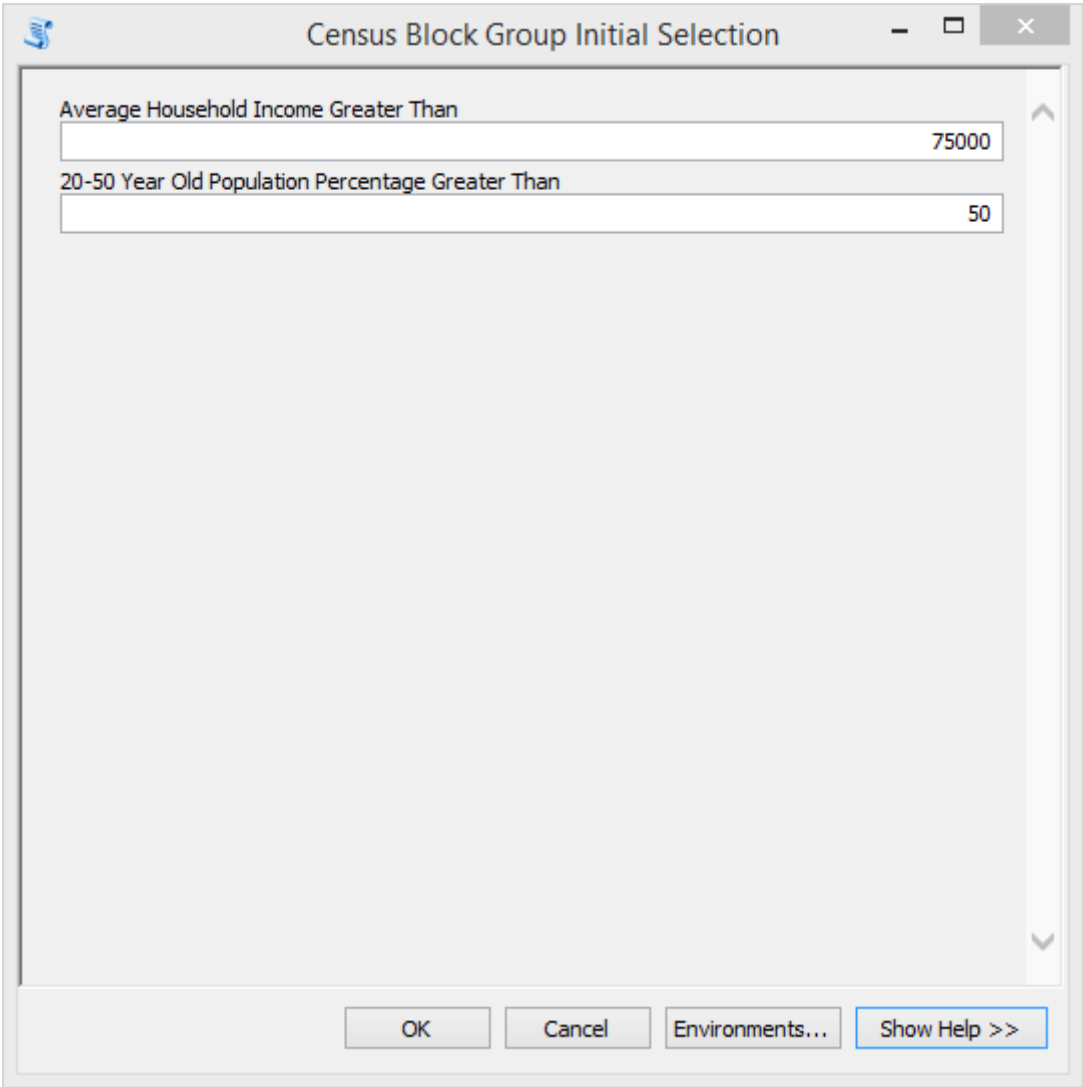 Census Block Group Initial Selection
Average Household Income Greater Than
75000
20-50 Year Old Population Percentage Greater Than
50
OK Cancel Environments... Show Help >>